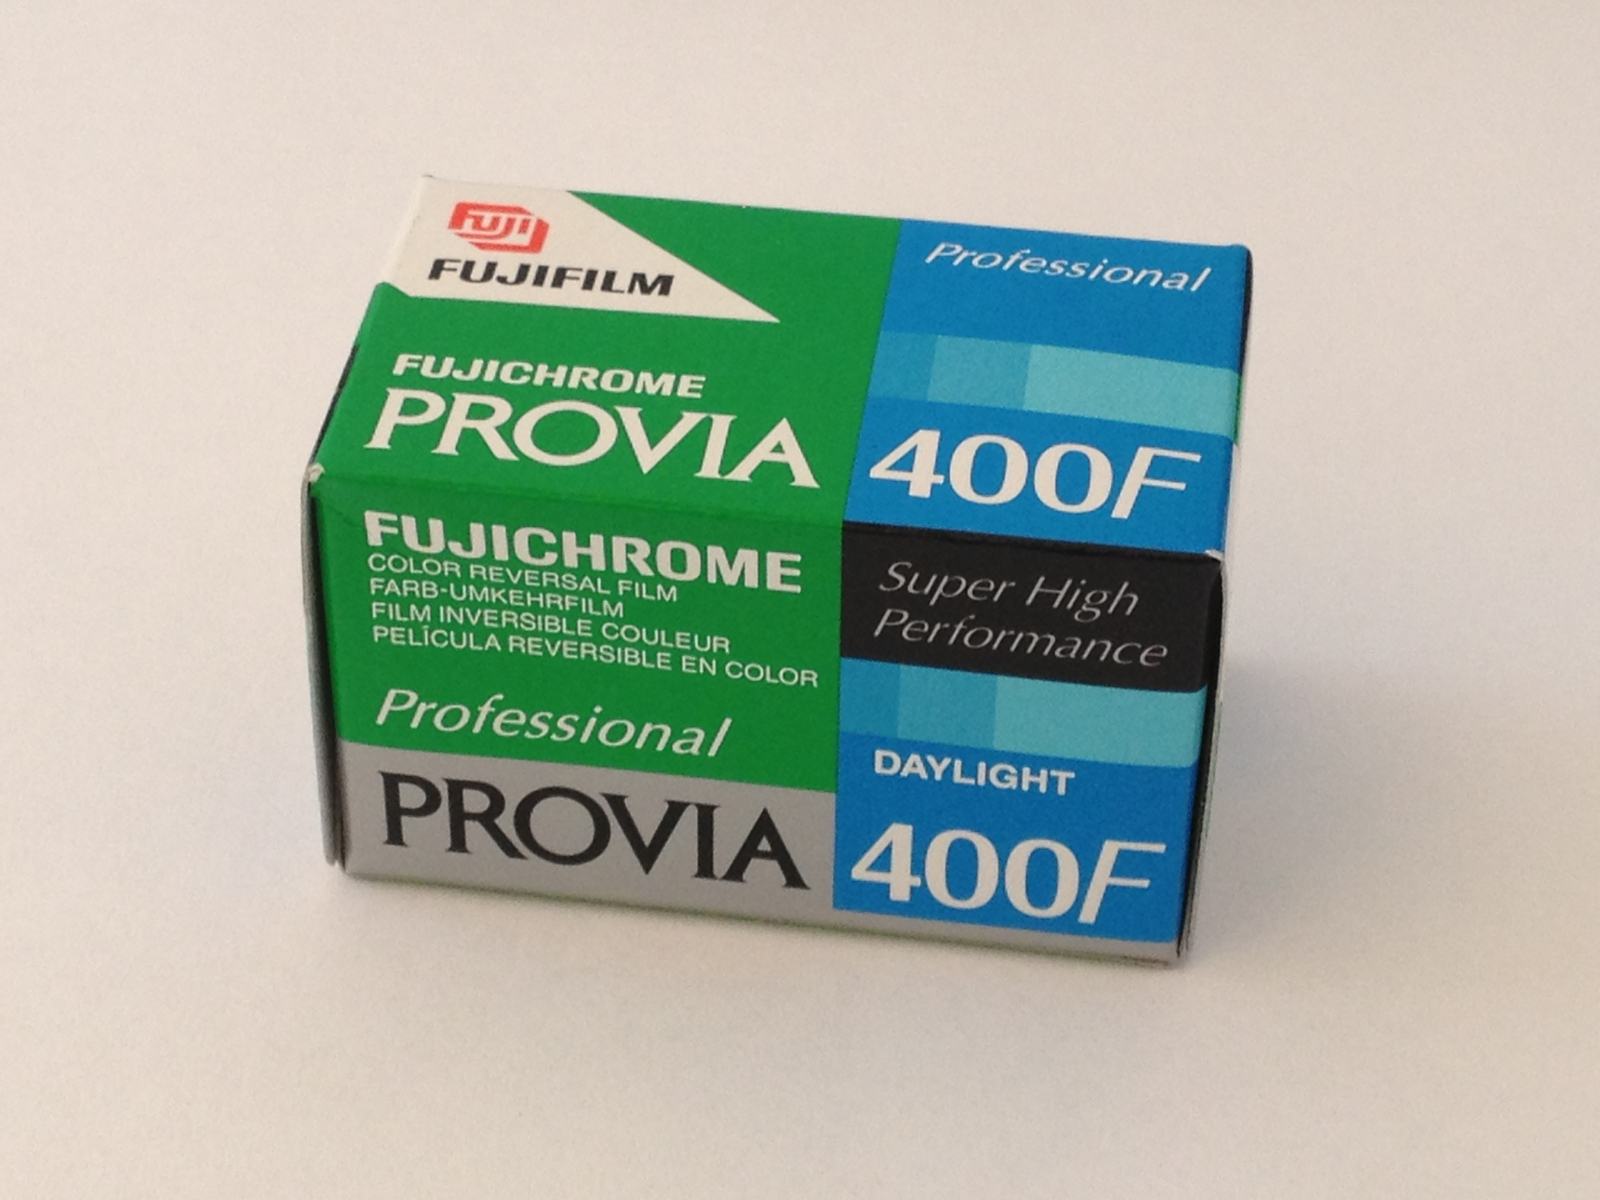 FUJI
FUJIFILM
Professional
FUJICHROME
PROVIA
400F
FUJICHROME
COLOR REVERSAL FILM
FARB-UMKEHRFILM
FILM INVERSIBLE COULEUR
PELÍCULA REVERSIBLE EN COLOR
Professional
PROVIA
Super High
Performance
DAYLIGHT
400F